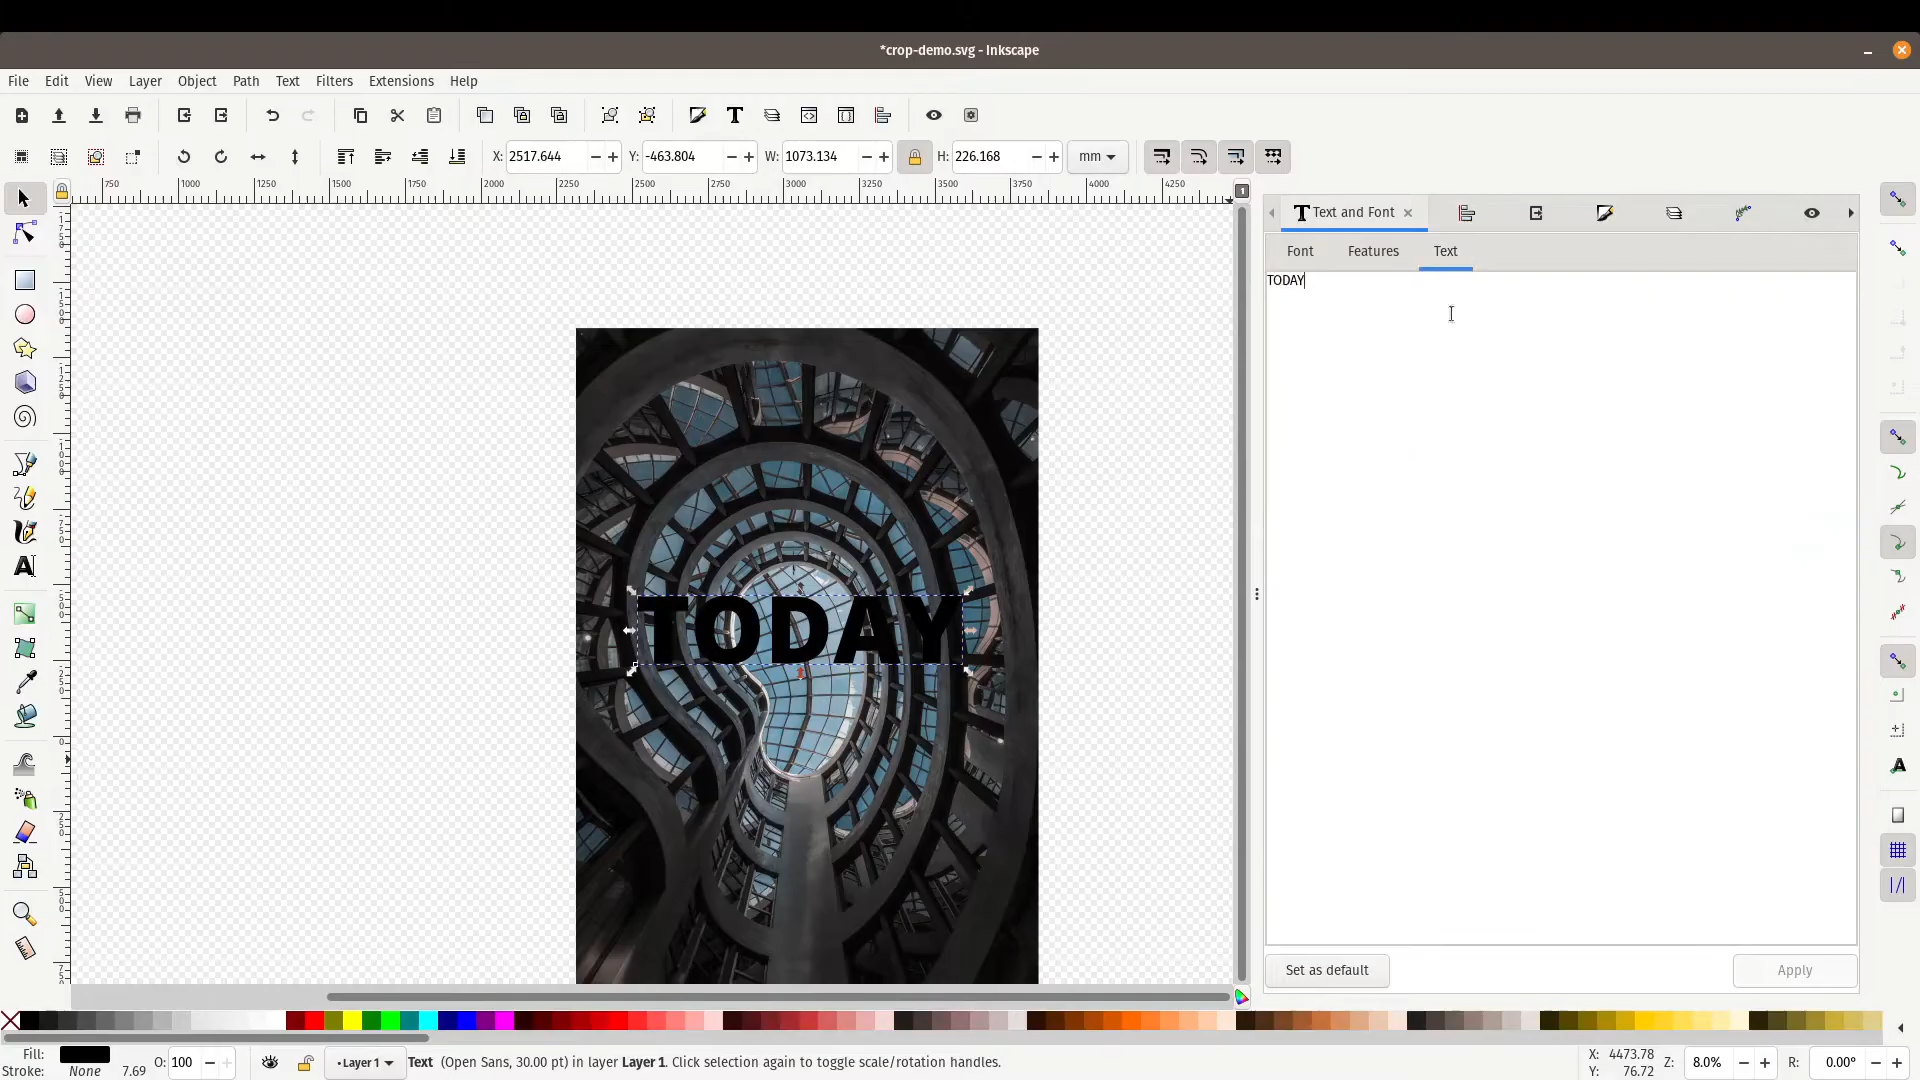 *crop-demo.svg - Inkscape
File Edit View Layer Object Path Text Filters Extensions Help
X: 2517.644 Y: -463.804 W: 1073.134 H: 226.168 mm
750 1000 1250 1500 1750 2000 2250 2500 2750 3000 3250 3500 3750 4000 4250 1
Text and Font
Font Features Text
TODAY
TODAY
Set as default Apply
Fill: O: 100 Layer 1 Text (Open Sans, 30.00 pt) in layer Layer 1. Click selection again to toggle scale/rotation handles. X: 4473.78 Z: 8.0% R: 0.00°
Stroke: None 7.69 Y: 76.72